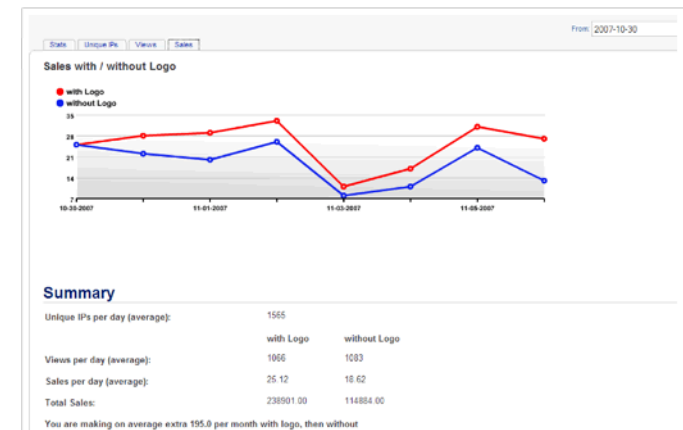 From: 2007-10-30
Stats Unique IPs Views Sales
Sales with / without Logo
with Logo
without Logo
35
28
21
14
7
10-30-2007 11-01-2007 11-03-2007 11-05-2007
Summary
Unique IPs per day (average): 1565
with Logo without Logo
Views per day (average): 1066 1083
Sales per day (average): 25.12 18.62
Total Sales: 238901.00 114884.00
You are making on average extra 195.0 per month with logo, then without